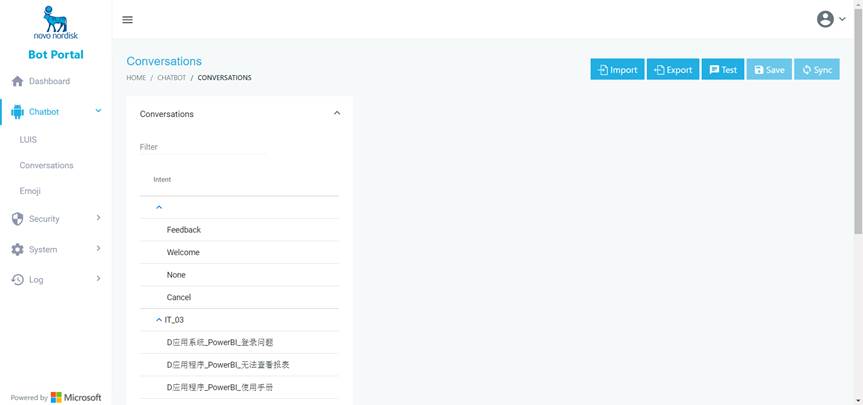 novo nordisk
Bot Portal
Dashboard
Chatbot
LUIS
Conversations
Emoji
Security
System
Log
Powered by Microsoft
Conversations
HOME / CHATBOT / CONVERSATIONS
Import Export Test Save Sync
Conversations
Filter
Intent
Feedback
Welcome
None
Cancel
IT_03
D应用系统_PowerBI_登录问题
D应用程序_PowerBI_无法查看报表
D应用程序_PowerBI_使用手册